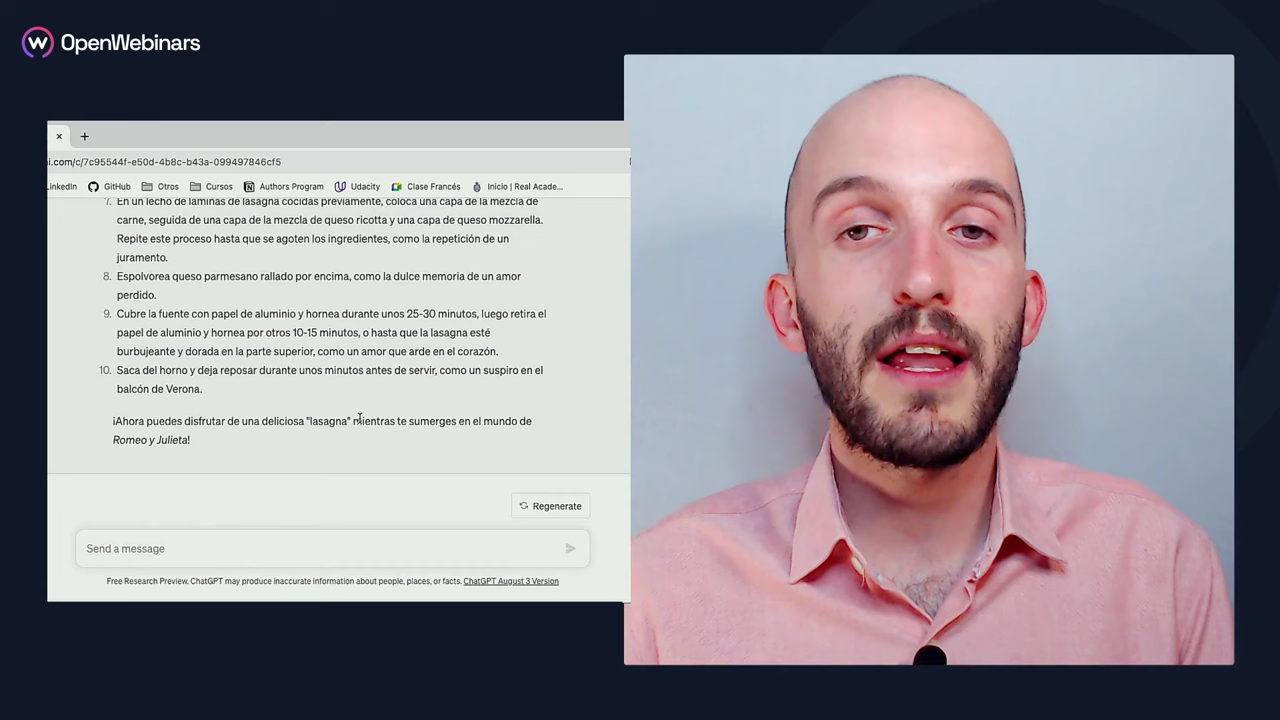 OpenWebinars
ni.com/c/7c95544f-e50d-4b8c-b43a-099497846cf5
LinkedIn GitHub Otros Cursos Authors Program Udacity Clase Francés Inicio | Real Acade...
7. En un lecho de láminas de lasagna cocidas previamente, coloca una capa de la mezcla de
carne, seguida de una capa de la mezcla de queso ricotta y una capa de queso mozzarella.
Repite este proceso hasta que se agoten los ingredientes, como la repetición de un
juramento.
8. Espolvorea queso parmesano rallado por encima, como la dulce memoria de un amor
perdido.
9. Cubre la fuente con papel de aluminio y hornea durante unos 25-30 minutos, luego retira el
papel de aluminio y hornea por otros 10-15 minutos, o hasta que la lasagna esté
burbujeante y dorada en la parte superior, como un amor que arde en el corazón.
10. Saca del horno y deja reposar durante unos minutos antes de servir, como un suspiro en el
balcón de Verona.
¡Ahora puedes disfrutar de una deliciosa "lasagna" mientras te sumerges en el mundo de
Romeo y Julieta!
Regenerate
Send a message
Free Research Preview. ChatGPT may produce inaccurate information about people, places, or facts. ChatGPT August 3 Version